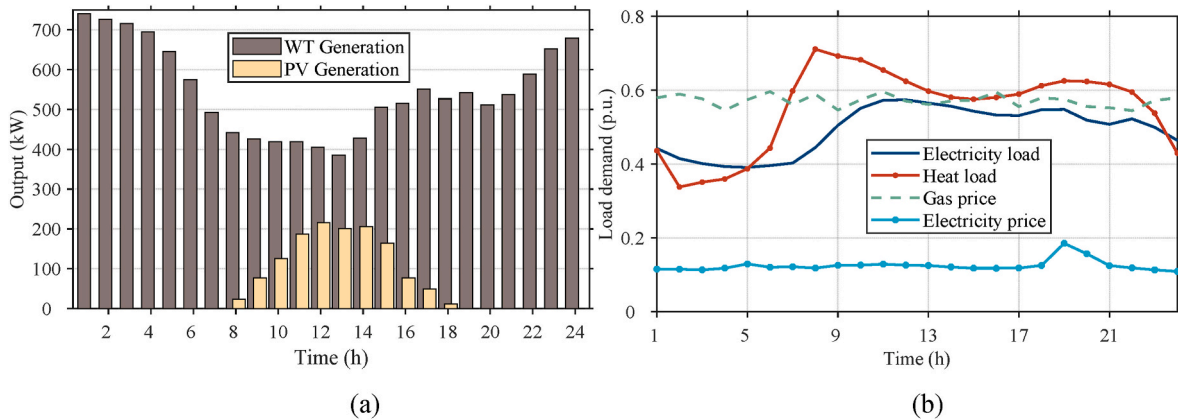 700
600
500
400
300
200
100
0
Output (kW)
WT Generation
PV Generation
2 4 6 8 10 12 14 16 18 20 22 24
Time (h)
(a)
0.8
0.6
0.4
0.2
0
Load demand (p.u.)
Electricity load
Heat load
Gas price
Electricity price
1 5 9 13 17 21
Time (h)
(b)